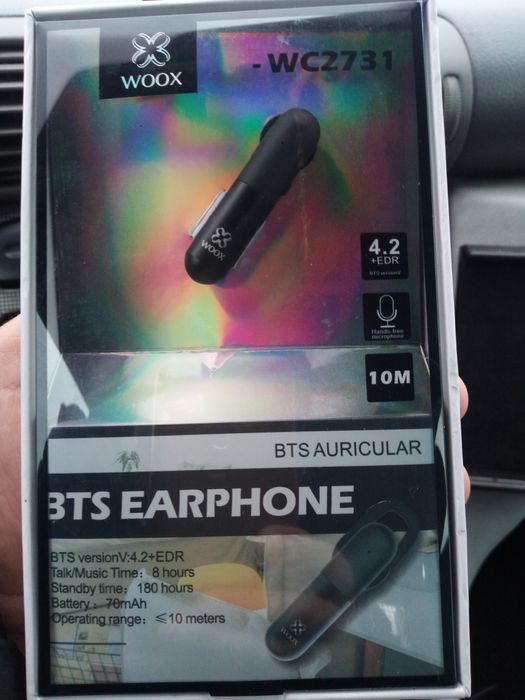 WOOX
-WC2731
WOOX
4.2
+EDR
BTS versionV
Hands-free
microphone
10M
BTS AURICULAR
BTS EARPHONE
BTS versionV:4.2+EDR
Talk/Music Time： 8 hours
Standby time： 180 hours
Battery： 70mAh
Operating range： ≤10 meters
WOOX